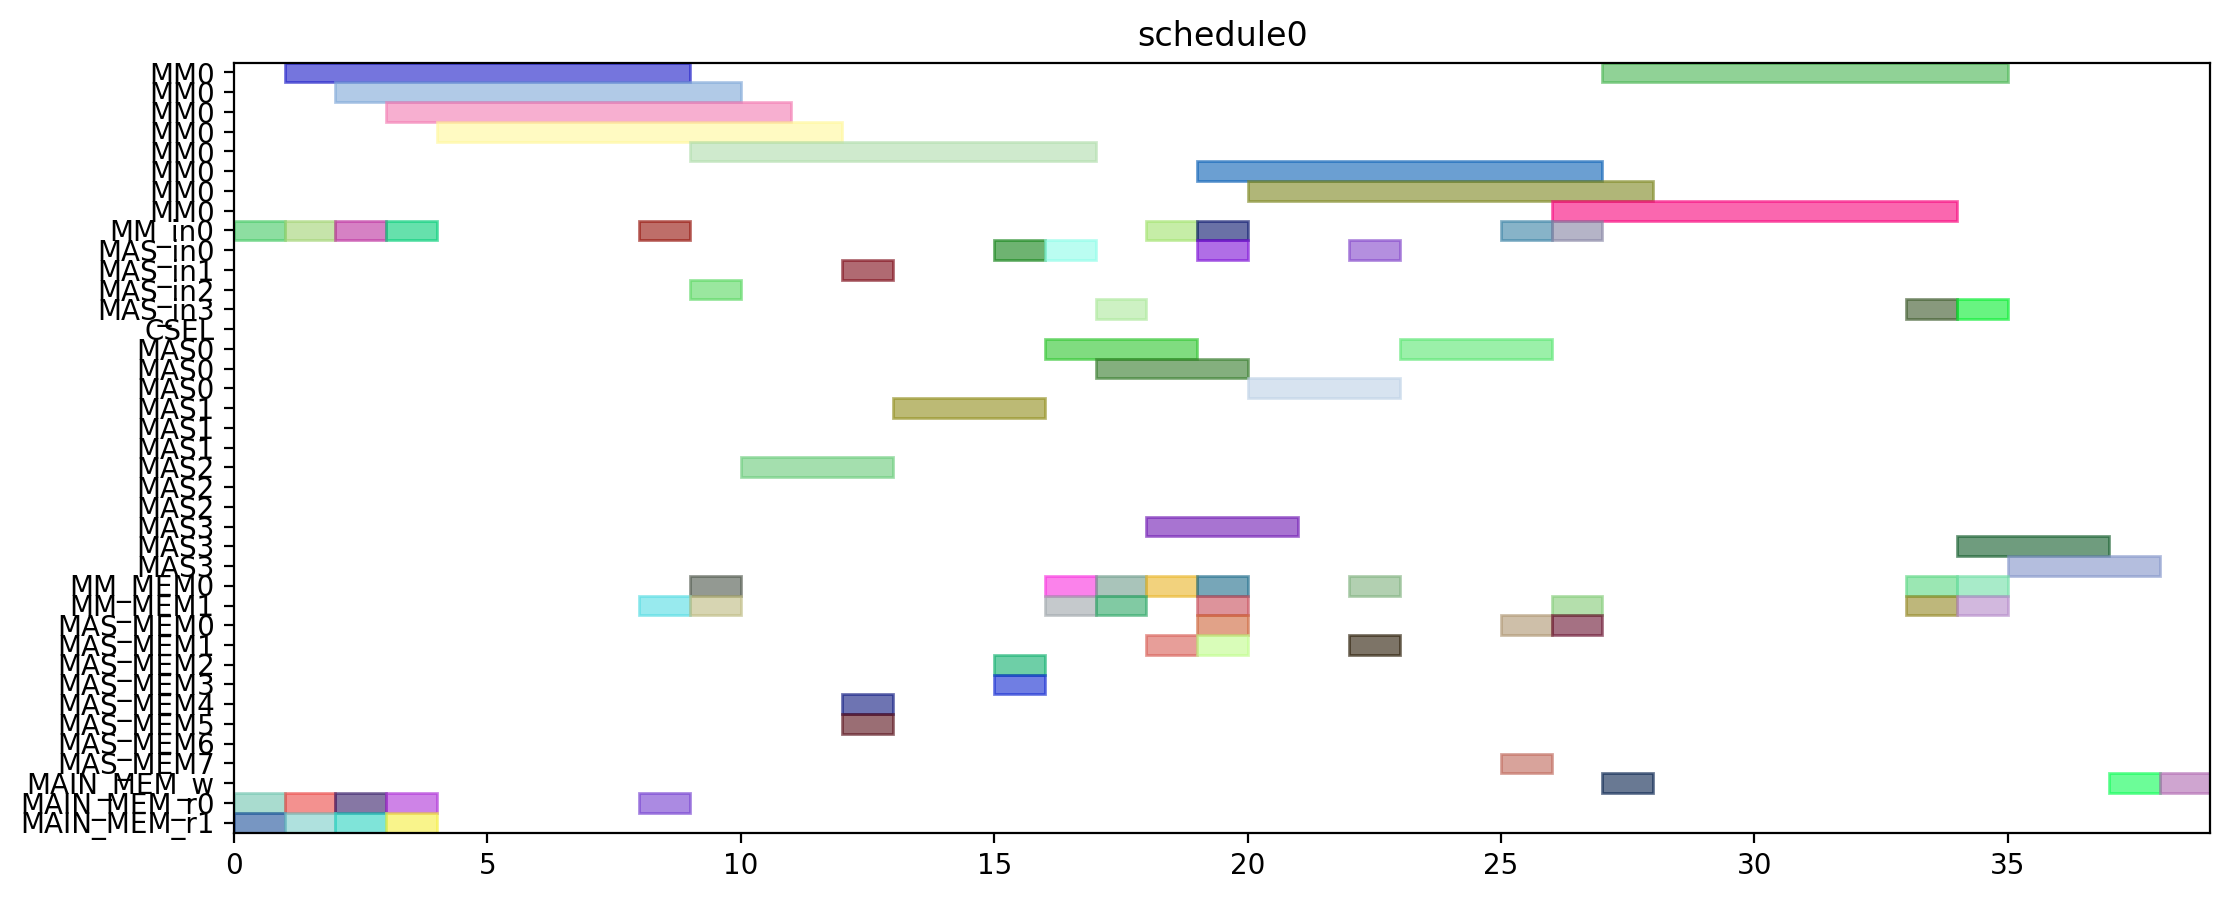 schedule0
MM0
MM0
MM0
MM0
MM0
MM0
MM0
MM0
MM_in0
MAS_in0
MAS_in1
MAS_in2
MAS_in3
CSEL
MAS0
MAS0
MAS0
MAS1
MAS1
MAS1
MAS2
MAS2
MAS2
MAS3
MAS3
MAS3
MM_MEM0
MM_MEM1
MAS_MEM0
MAS_MEM1
MAS_MEM2
MAS_MEM3
MAS_MEM4
MAS_MEM5
MAS_MEM6
MAS_MEM7
MAIN_MEM_w
MAIN_MEM_r0
MAIN_MEM_r1
0 5 10 15 20 25 30 35